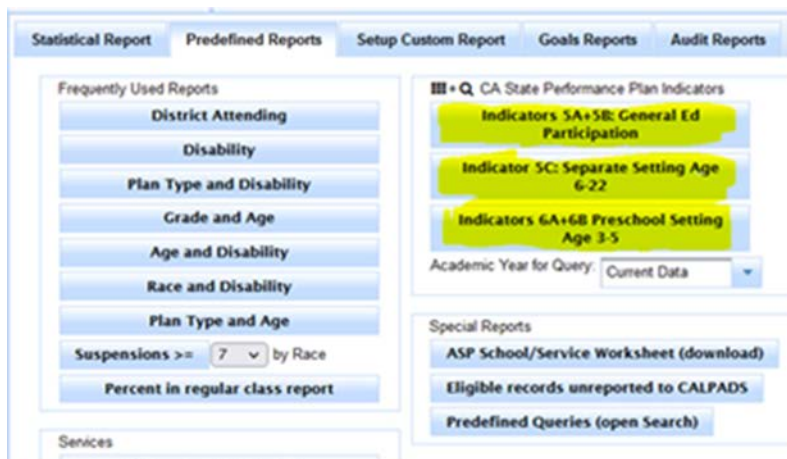 Statistical Report Predefined Reports Setup Custom Report Goals Reports Audit Reports
Frequently Used Reports
District Attending
Disability
Plan Type and Disability
Grade and Age
Age and Disability
Race and Disability
Plan Type and Age
Suspensions >= 7 by Race
Percent in regular class report
Services
+ CA State Performance Plan Indicators
Indicators 5A+5B: General Ed
Participation
Indicator 5C: Separate Setting Age
6-22
Indicators 6A+6B Preschool Setting
Age 3-5
Academic Year for Query: Current Data
Special Reports
ASP School/Service Worksheet (download)
Eligible records unreported to CALPADS
Predefined Queries (open Search)